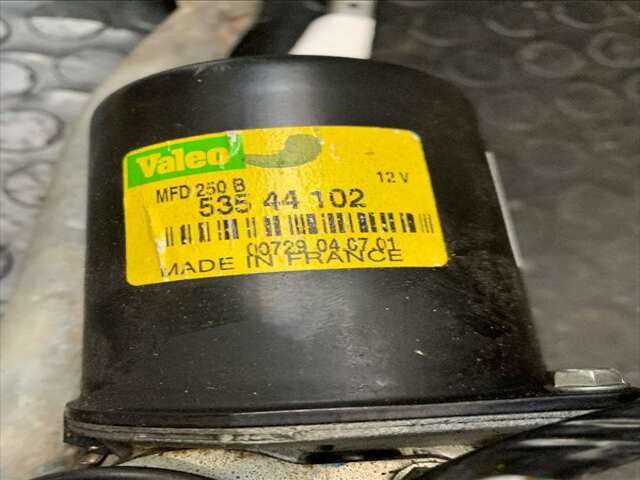 Valeo
MFD 250 B 12 V
535 44 102
00729 04.07.01
MADE IN FRANCE